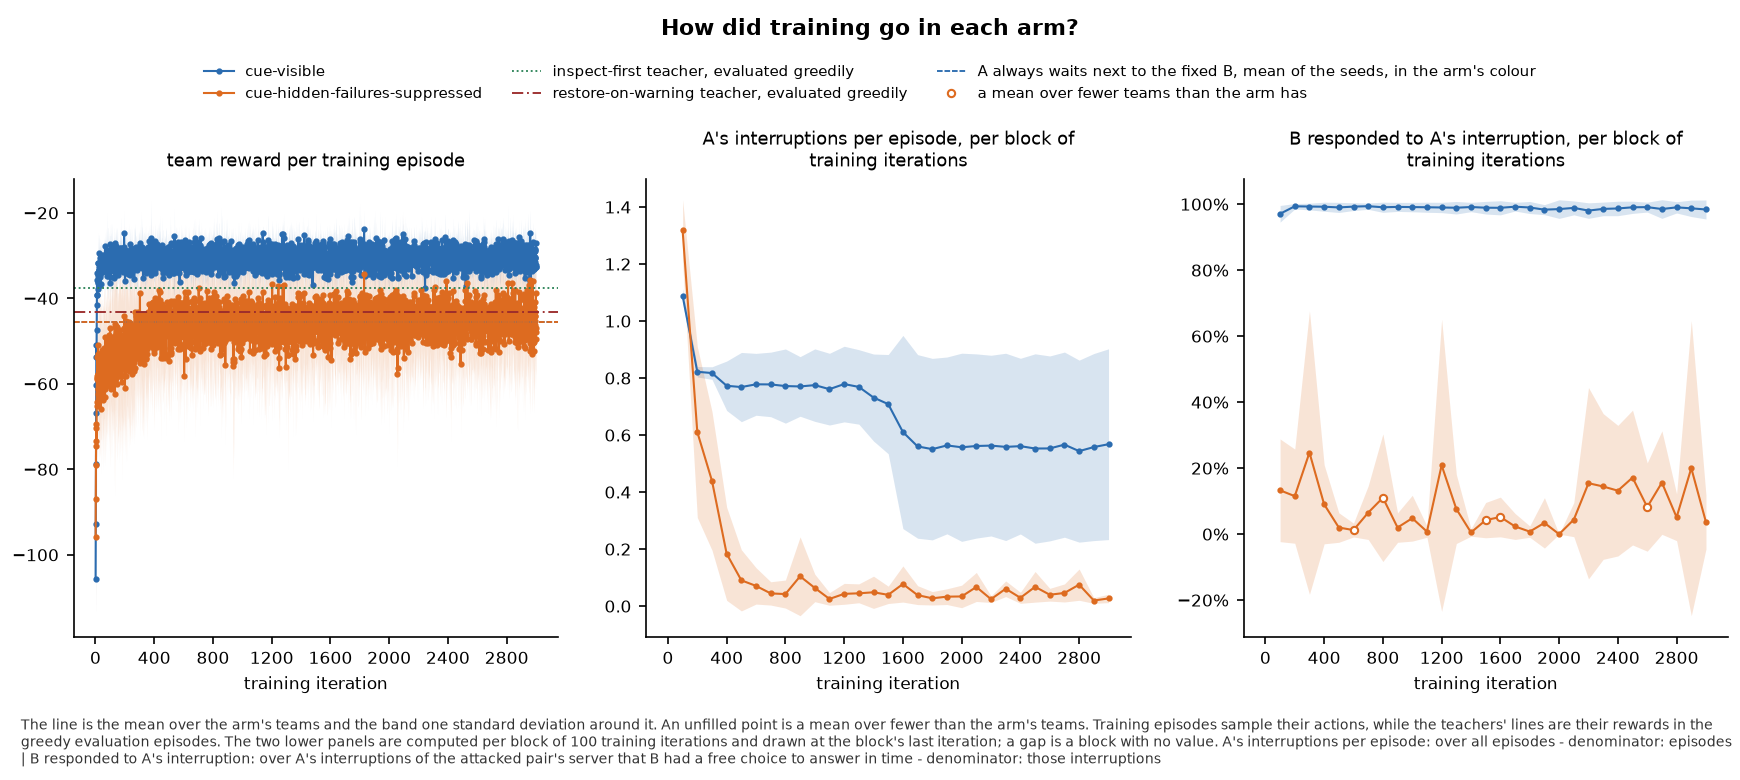 How did training go in each arm?
cue-visible
cue-hidden-failures-suppressed
inspect-first teacher, evaluated greedily
restore-on-warning teacher, evaluated greedily
A always waits next to the fixed B, mean of the seeds, in the arm's colour
a mean over fewer teams than the arm has
team reward per training episode
−20
−40
−60
−80
−100
0 400 800 1200 1600 2000 2400 2800
training iteration
A's interruptions per episode, per block of
training iterations
1.4
1.2
1.0
0.8
0.6
0.4
0.2
0.0
0 400 800 1200 1600 2000 2400 2800
training iteration
B responded to A's interruption, per block of
training iterations
100%
80%
60%
40%
20%
0%
−20%
0 400 800 1200 1600 2000 2400 2800
training iteration
The line is the mean over the arm's teams and the band one standard deviation around it. An unfilled point is a mean over fewer than the arm's teams. Training episodes sample their actions, while the teachers' lines are their rewards in the
greedy evaluation episodes. The two lower panels are computed per block of 100 training iterations and drawn at the block's last iteration; a gap is a block with no value. A's interruptions per episode: over all episodes - denominator: episodes
| B responded to A's interruption: over A's interruptions of the attacked pair's server that B had a free choice to answer in time - denominator: those interruptions